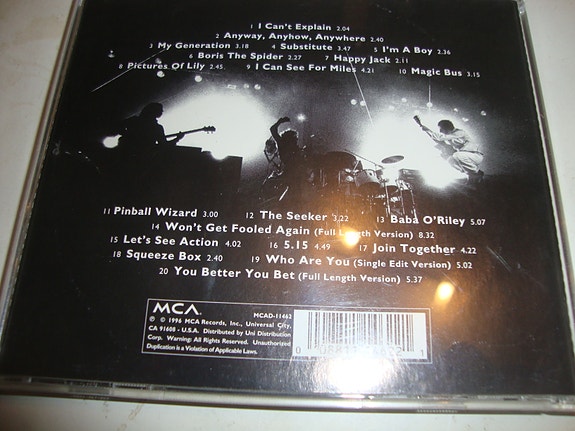 1 I Can't Explain 2.04
2 Anyway, Anyhow, Anywhere 2.40
3 My Generation 3.18 4 Substitute 3.47 5 I'm A Boy 2.36
6 Boris The Spider 2.27 7 Happy Jack 2.11
8 Pictures Of Lily 2.45 9 I Can See For Miles 4.21 10 Magic Bus 3.15
11 Pinball Wizard 3.00 12 The Seeker 3.22 13 Baba O'Riley 5.07
14 Won't Get Fooled Again (Full Length Version) 8.32
15 Let's See Action 4.02 16 5.15 4.49 17 Join Together 4.22
18 Squeeze Box 2.40 19 Who Are You (Single Edit Version) 5.02
20 You Better You Bet (Full Length Version) 5.37
MCA MCAD-11462
℗ © 1996 MCA Records, Inc., Universal City,
CA 91608 - U.S.A. Distributed by Uni Distribution
Corp. Warning: All Rights Reserved. Unauthorized
Duplication is a Violation of Applicable Laws.